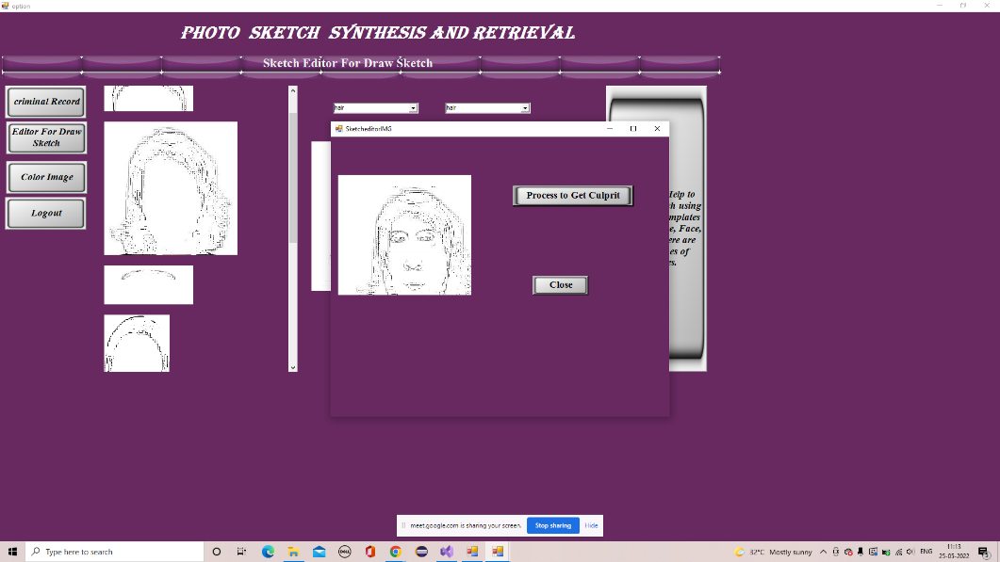 option
PHOTO SKETCH SYNTHESIS AND RETRIEVAL
Sketch Editor For Draw Sketch
criminal Record
Editor For Draw
Sketch
Color Image
Logout
hair
hair
SketcheditorIMG
Process to Get Culprit
Close
Help to
using
e, Face,
ere are
es of
meet.google.com is sharing your screen.
Stop sharing
Hide
Type here to search
DELL
32°C Mostly sunny
ENG
11:13
25-05-2022